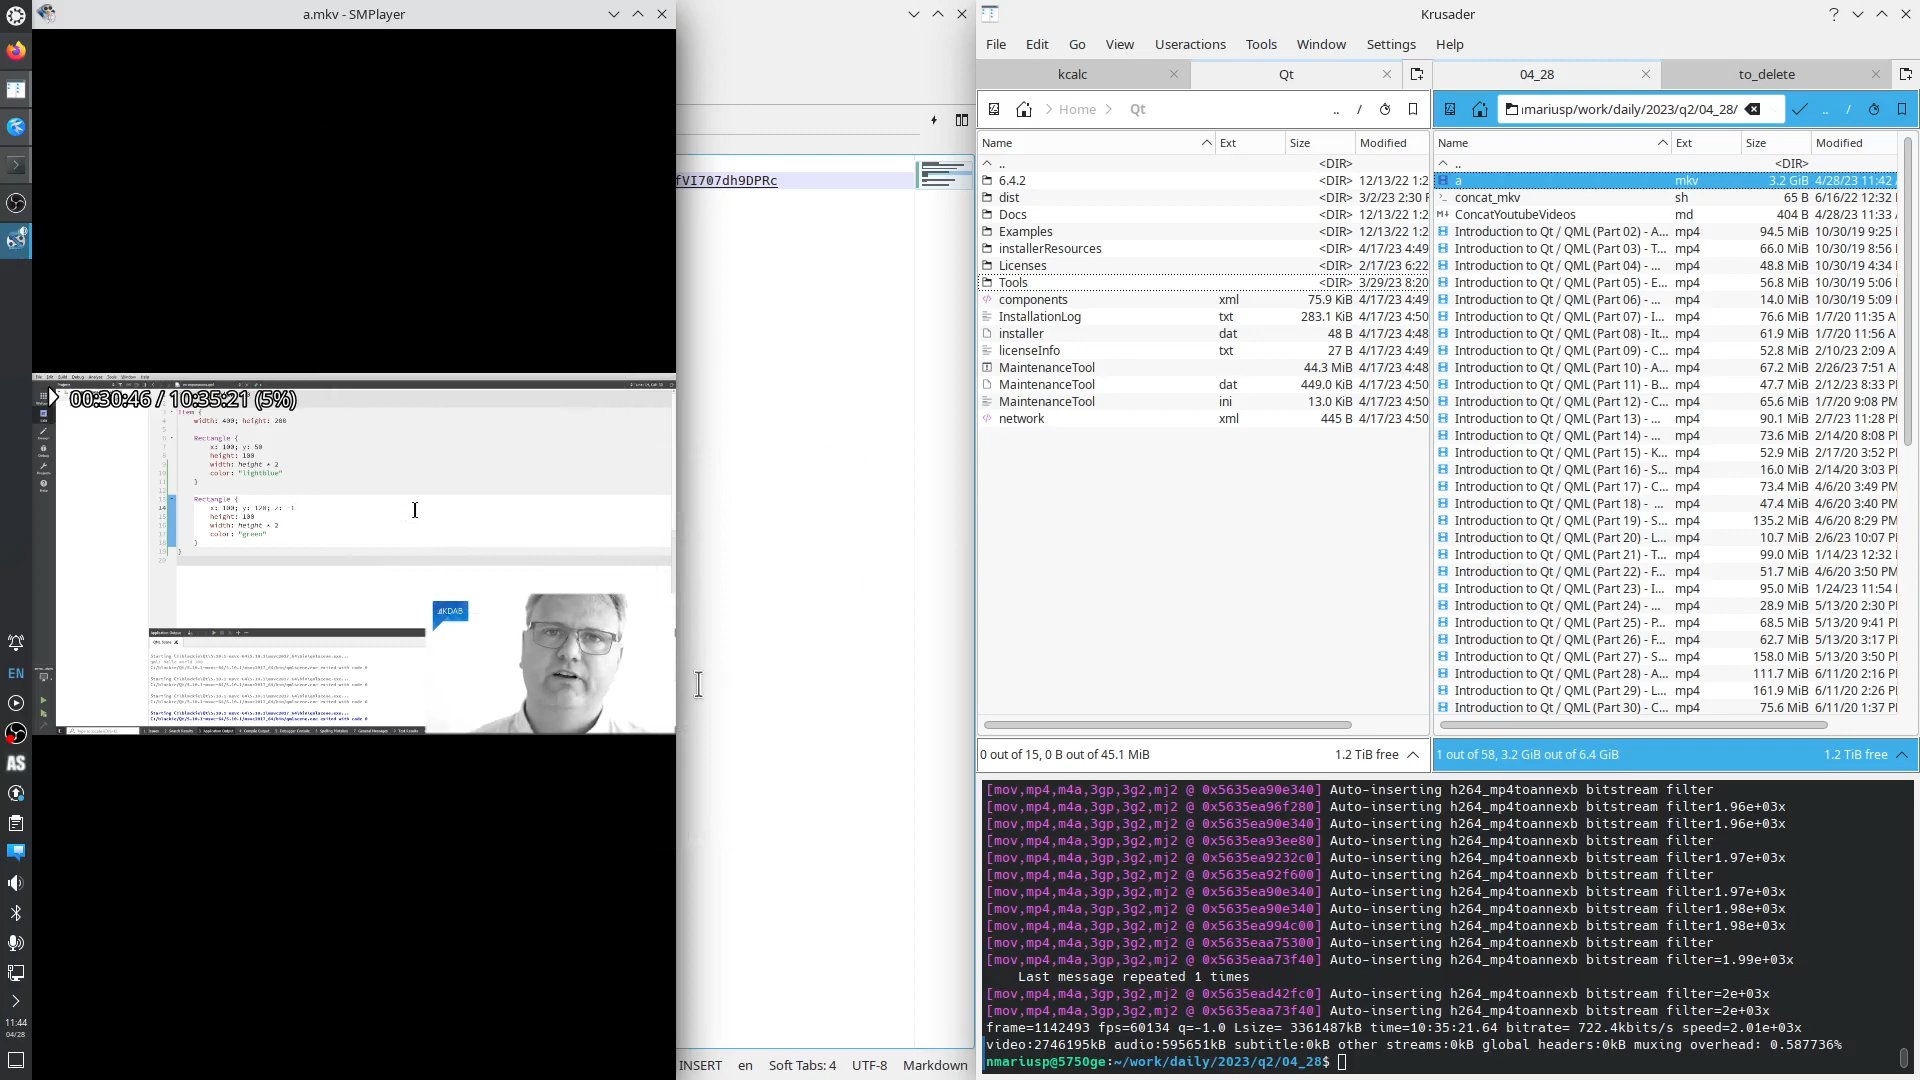 a.mkv - SMPlayer
00:30:46 / 10:35:21 (5%)
Item {
width: 400; height: 200
Rectangle {
x: 100; y: 50
height: 100
width: height * 2
color: "lightblue"
}
Rectangle {
height: 100
width: height * 2
color: "green"
}
}
KDAB
fVI707dh9DPRc
INSERT en Soft Tabs: 4 UTF-8 Markdown
EN
AS
11:44
04/28
Krusader
File Edit Go View Useractions Tools Window Settings Help
kcalc Qt
Home Qt .. /
Name Ext Size Modified
.. <DIR>
6.4.2 <DIR> 12/13/22 1:2
dist <DIR> 3/2/23 2:30 P
Docs <DIR> 12/13/22 1:2
Examples <DIR> 12/13/22 1:2
installerResources <DIR> 4/17/23 4:49
Licenses <DIR> 2/17/23 6:22
Tools <DIR> 3/29/23 8:20
components xml 75.9 KiB 4/17/23 4:49
InstallationLog txt 283.1 KiB 4/17/23 4:50
installer dat 48 B 4/17/23 4:48
licenseInfo txt 27 B 4/17/23 4:49
MaintenanceTool 44.3 MiB 4/17/23 4:48
MaintenanceTool dat 449.0 KiB 4/17/23 4:50
MaintenanceTool ini 13.0 KiB 4/17/23 4:50
network xml 445 B 4/17/23 4:50
0 out of 15, 0 B out of 45.1 MiB 1.2 TiB free
04_28 to_delete
mariusp/work/daily/2023/q2/04_28/ .. /
Name Ext Size Modified
.. <DIR>
a mkv 3.2 GiB 4/28/23 11:42
concat_mkv sh 65 B 6/16/22 12:32
ConcatYoutubeVideos md 404 B 4/28/23 11:33
Introduction to Qt / QML (Part 02) - A... mp4 94.5 MiB 10/30/19 9:25
Introduction to Qt / QML (Part 03) - T... mp4 66.0 MiB 10/30/19 8:56
Introduction to Qt / QML (Part 04) - ... mp4 48.8 MiB 10/30/19 4:34
Introduction to Qt / QML (Part 05) - E... mp4 56.8 MiB 10/30/19 5:06
Introduction to Qt / QML (Part 06) - ... mp4 14.0 MiB 10/30/19 5:09
Introduction to Qt / QML (Part 07) - I... mp4 76.6 MiB 1/7/20 11:35 A
Introduction to Qt / QML (Part 08) - It... mp4 61.9 MiB 1/7/20 11:56 A
Introduction to Qt / QML (Part 09) - C... mp4 52.8 MiB 2/10/23 2:09 A
Introduction to Qt / QML (Part 10) - A... mp4 67.2 MiB 2/26/23 7:51 A
Introduction to Qt / QML (Part 11) - B... mp4 47.7 MiB 2/12/23 8:33 P
Introduction to Qt / QML (Part 12) - C... mp4 65.6 MiB 1/7/20 9:08 PM
Introduction to Qt / QML (Part 13) - ... mp4 90.1 MiB 2/7/23 11:28 P
Introduction to Qt / QML (Part 14) - ... mp4 73.6 MiB 2/14/20 8:08 P
Introduction to Qt / QML (Part 15) - K... mp4 52.9 MiB 2/17/20 3:52 P
Introduction to Qt / QML (Part 16) - S... mp4 16.0 MiB 2/14/20 3:03 P
Introduction to Qt / QML (Part 17) - C... mp4 73.4 MiB 4/6/20 3:49 PM
Introduction to Qt / QML (Part 18) - ... mp4 47.4 MiB 4/6/20 3:40 PM
Introduction to Qt / QML (Part 19) - S... mp4 135.2 MiB 4/6/20 8:29 PM
Introduction to Qt / QML (Part 20) - L... mp4 10.7 MiB 2/6/23 10:07 P
Introduction to Qt / QML (Part 21) - T... mp4 99.0 MiB 1/14/23 12:32
Introduction to Qt / QML (Part 22) - F... mp4 51.7 MiB 4/6/20 3:50 PM
Introduction to Qt / QML (Part 23) - I... mp4 95.0 MiB 1/24/23 11:54
Introduction to Qt / QML (Part 24) - ... mp4 28.9 MiB 5/13/20 2:30 P
Introduction to Qt / QML (Part 25) - P... mp4 68.5 MiB 5/13/20 9:41 P
Introduction to Qt / QML (Part 26) - F... mp4 62.7 MiB 5/13/20 3:17 P
Introduction to Qt / QML (Part 27) - S... mp4 158.0 MiB 5/13/20 3:50 P
Introduction to Qt / QML (Part 28) - A... mp4 111.7 MiB 6/11/20 2:16 P
Introduction to Qt / QML (Part 29) - L... mp4 161.9 MiB 6/11/20 2:26 P
Introduction to Qt / QML (Part 30) - C... mp4 75.6 MiB 6/11/20 1:37 P
1 out of 58, 3.2 GiB out of 6.4 GiB 1.2 TiB free
[mov,mp4,m4a,3gp,3g2,mj2 @ 0x5635ea90e340] Auto-inserting h264_mp4toannexb bitstream filter
[mov,mp4,m4a,3gp,3g2,mj2 @ 0x5635ea96f280] Auto-inserting h264_mp4toannexb bitstream filter1.96e+03x
[mov,mp4,m4a,3gp,3g2,mj2 @ 0x5635ea90e340] Auto-inserting h264_mp4toannexb bitstream filter1.96e+03x
[mov,mp4,m4a,3gp,3g2,mj2 @ 0x5635ea93ee80] Auto-inserting h264_mp4toannexb bitstream filter
[mov,mp4,m4a,3gp,3g2,mj2 @ 0x5635ea9232c0] Auto-inserting h264_mp4toannexb bitstream filter1.97e+03x
[mov,mp4,m4a,3gp,3g2,mj2 @ 0x5635ea92f600] Auto-inserting h264_mp4toannexb bitstream filter
[mov,mp4,m4a,3gp,3g2,mj2 @ 0x5635ea90e340] Auto-inserting h264_mp4toannexb bitstream filter1.97e+03x
[mov,mp4,m4a,3gp,3g2,mj2 @ 0x5635ea90e340] Auto-inserting h264_mp4toannexb bitstream filter1.98e+03x
[mov,mp4,m4a,3gp,3g2,mj2 @ 0x5635ea994c00] Auto-inserting h264_mp4toannexb bitstream filter1.98e+03x
[mov,mp4,m4a,3gp,3g2,mj2 @ 0x5635eaa75300] Auto-inserting h264_mp4toannexb bitstream filter
[mov,mp4,m4a,3gp,3g2,mj2 @ 0x5635eaa73f40] Auto-inserting h264_mp4toannexb bitstream filter=1.99e+03x
Last message repeated 1 times
[mov,mp4,m4a,3gp,3g2,mj2 @ 0x5635ead42fc0] Auto-inserting h264_mp4toannexb bitstream filter=2e+03x
[mov,mp4,m4a,3gp,3g2,mj2 @ 0x5635eaa73f40] Auto-inserting h264_mp4toannexb bitstream filter=2e+03x
frame=1142493 fps=60134 q=-1.0 Lsize= 3361487kB time=10:35:21.64 bitrate= 722.4kbits/s speed=2.01e+03x
video:2746195kB audio:595651kB subtitle:0kB other streams:0kB global headers:0kB muxing overhead: 0.587736%
nmariusp@5750ge:~/work/daily/2023/q2/04_28$